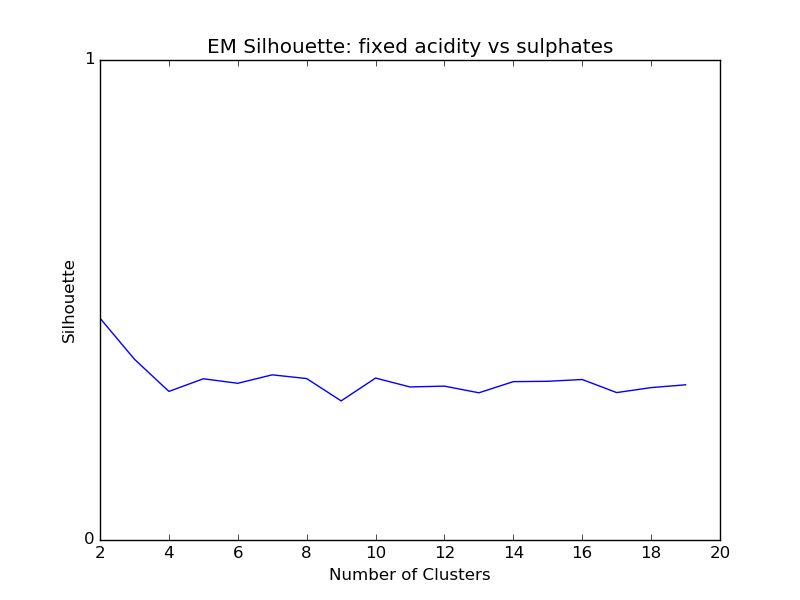 EM Silhouette: fixed acidity vs sulphates
1
Silhouette
0
2 4 6 8 10 12 14 16 18 20
Number of Clusters